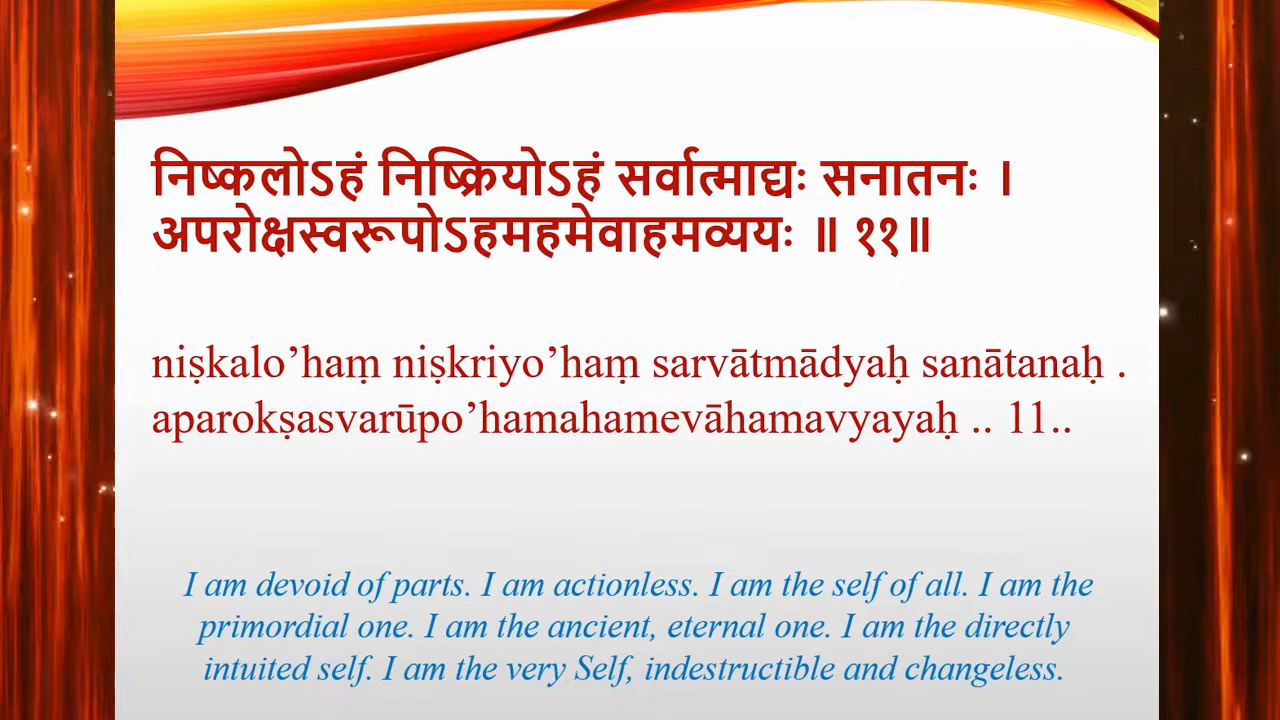 निष्कलोऽहं निष्क्रियोऽहं सर्वात्माद्यः सनातनः ।
अपरोक्षस्वरूपोऽहमहमेवाहमव्ययः ॥ ११॥
niṣkalo’haṃ niṣkriyo’haṃ sarvātmādyaḥ sanātanaḥ .
aparokṣasvarūpo’hamahamevāhamavyayaḥ .. 11..
I am devoid of parts. I am actionless. I am the self of all. I am the
primordial one. I am the ancient, eternal one. I am the directly
intuited self. I am the very Self, indestructible and changeless.